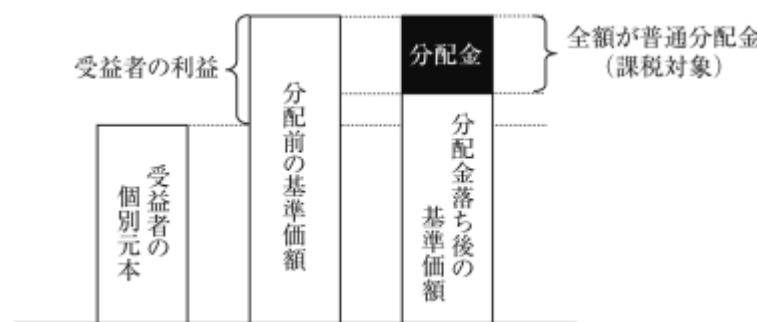 受益者の利益
受益者の
個別元本
分配前の基準価額
分配金
分配金落ち後の
基準価額
全額が普通分配金
（課税対象）